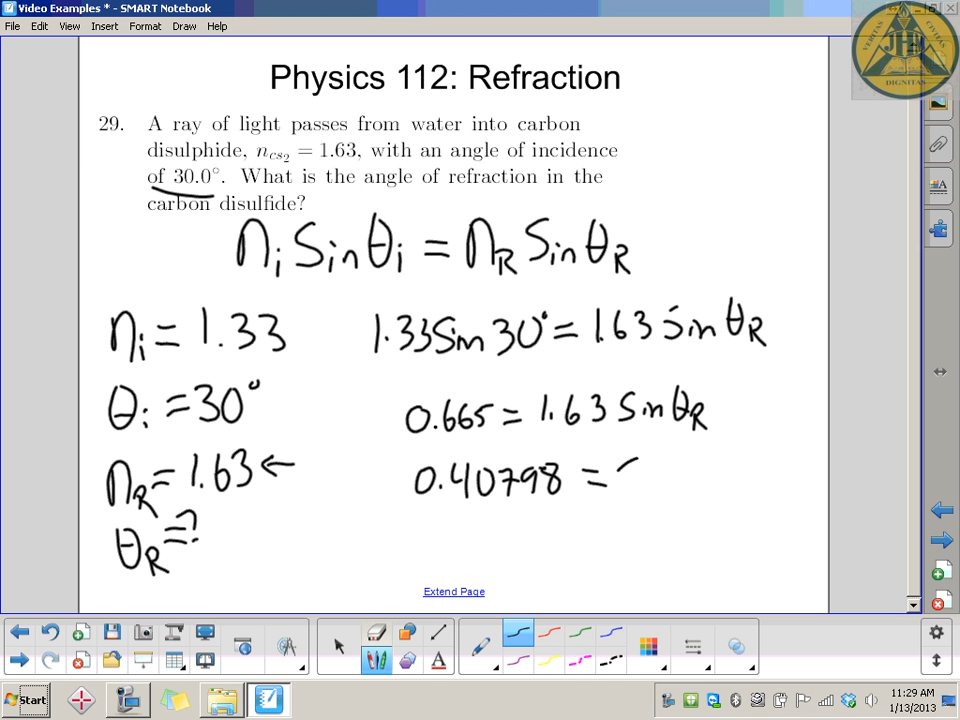 Video Examples * - SMART Notebook
File Edit View Insert Format Draw Help
VERITAS CIVITAS
JHM
DIGNITAS
Physics 112: Refraction
29. A ray of light passes from water into carbon
disulphide, n_cs₂ = 1.63, with an angle of incidence
of 30.0°. What is the angle of refraction in the
carbon disulfide?
n_i Sin θ_i = n_R Sin θ_R
n_i = 1.33
1.33 Sin 30° = 1.63 Sin θ_R
θ_i = 30°
0.665 = 1.63 Sin θ_R
n_R = 1.63 ←
0.40798 =
θ_R = ?
Extend Page
A
Start
11:29 AM
1/13/2013